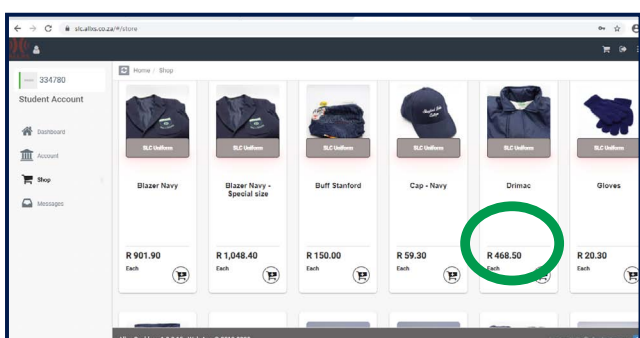 slc.allxs.co.za/#/store
334780
Home / Shop
Student Account
Dashboard
Account
Shop
Messages
SLC Uniform
SLC Uniform
SLC Uniform
SLC Uniform
SLC Uniform
SLC Uniform
Blazer Navy
Blazer Navy -
Special size
Buff Stanford
Cap - Navy
Drimac
Gloves
R 901.90
R 1,048.40
R 150.00
R 59.30
R 468.50
R 20.30
Each
Each
Each
Each
Each
Each